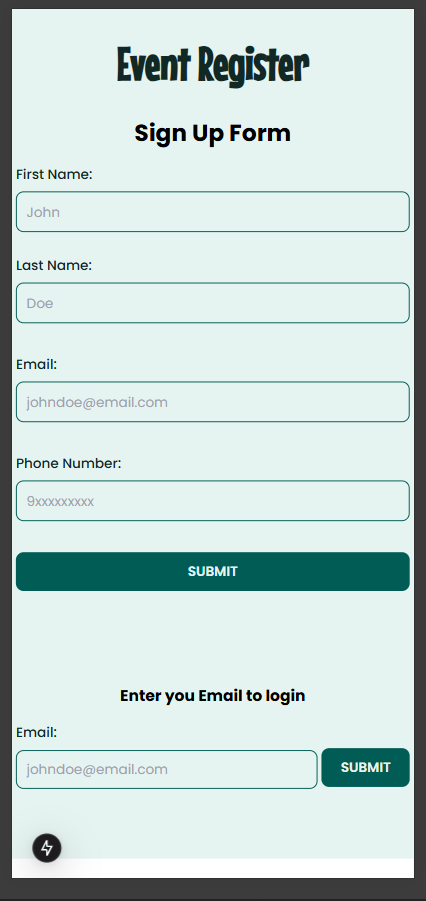 Event Register
Sign Up Form
First Name:
John
Last Name:
Doe
Email:
johndoe@email.com
Phone Number:
9xxxxxxxxx
SUBMIT
Enter you Email to login
Email:
johndoe@email.com
SUBMIT